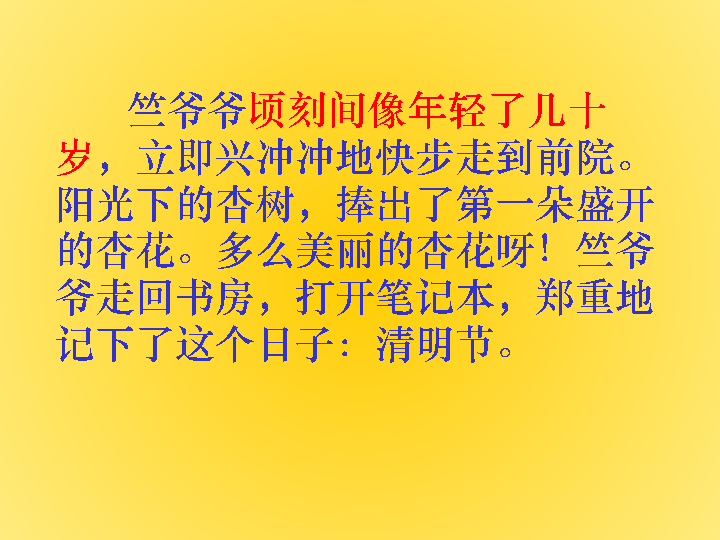 竺爷爷顷刻间像年轻了几十
岁，立即兴冲冲地快步走到前院。
阳光下的杏树，捧出了第一朵盛开
的杏花。多么美丽的杏花呀！竺爷
爷走回书房，打开笔记本，郑重地
记下了这个日子：清明节。